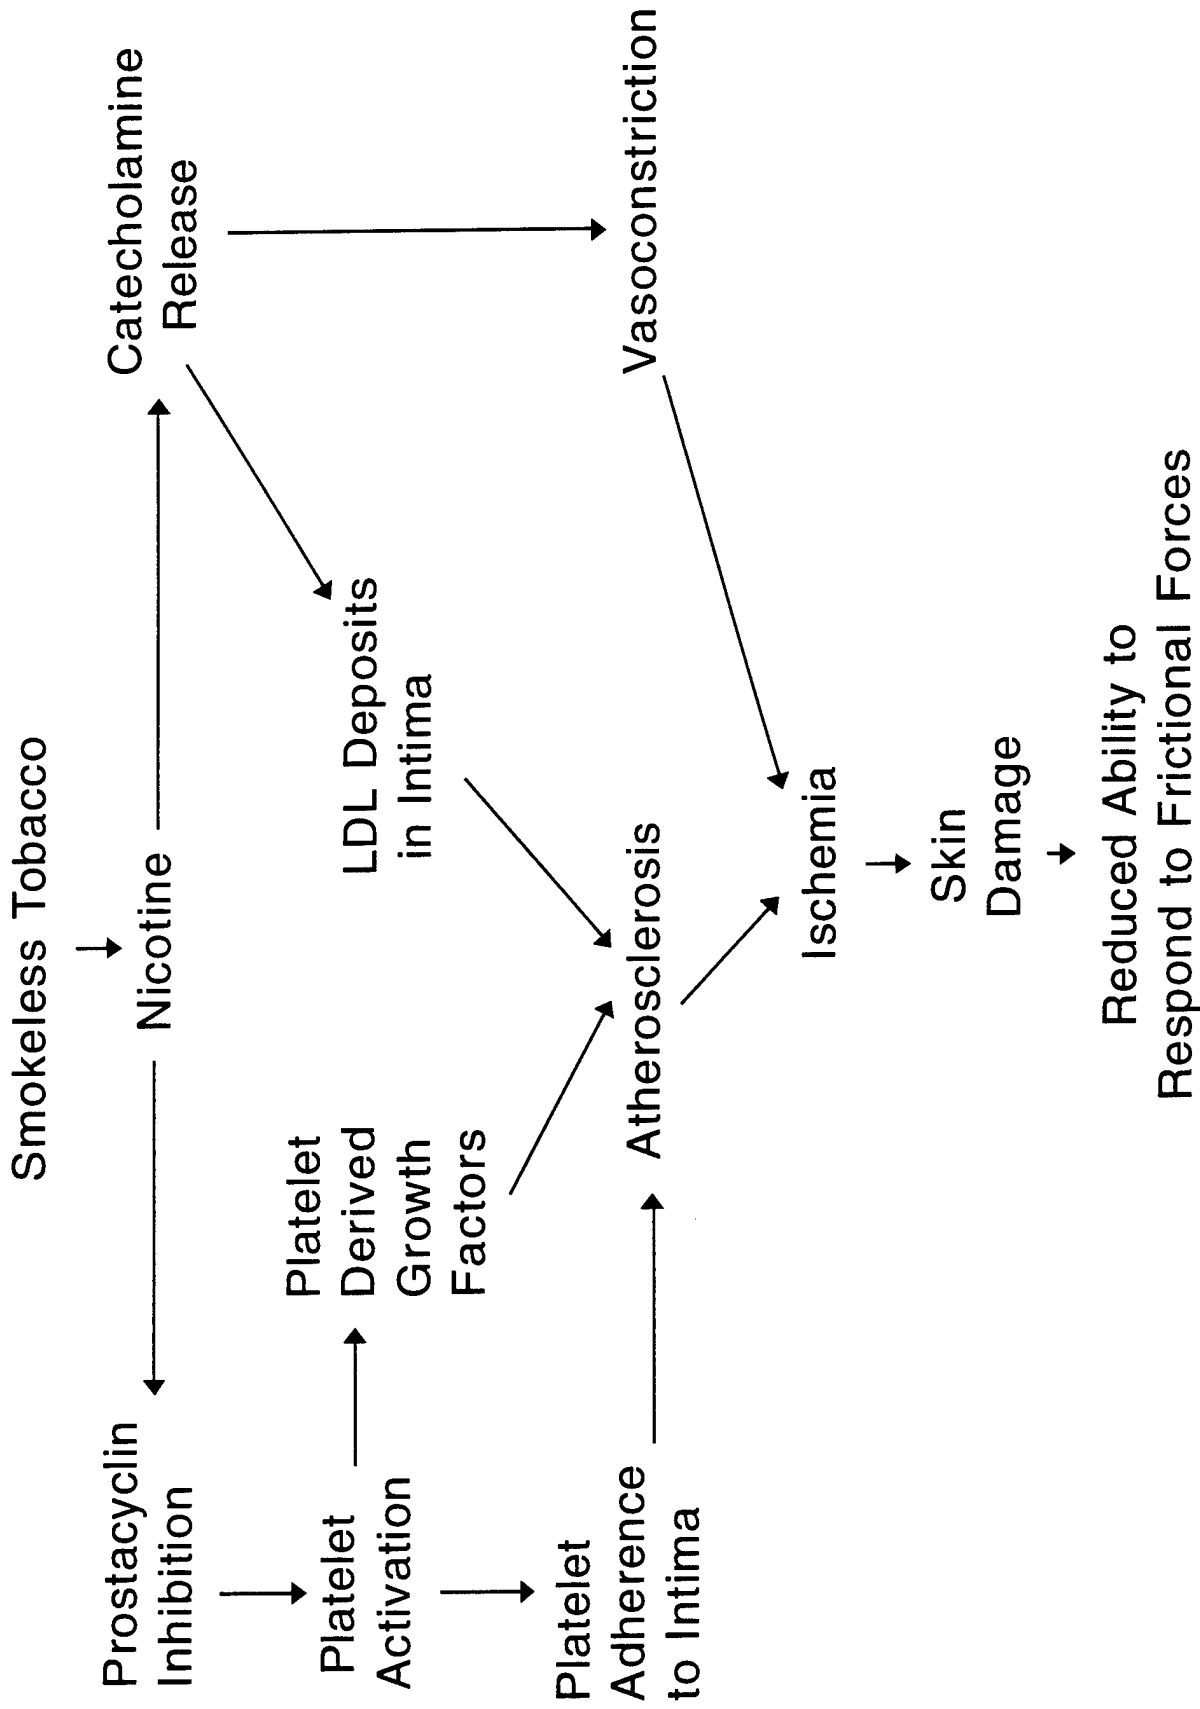 Smokeless Tobacco
Nicotine
Prostacyclin
Inhibition
Catecholamine
Release
Platelet
Activation
Platelet
Derived
Growth
Factors
LDL Deposits
in Intima
Platelet
Adherence
to Intima
Atherosclerosis
Vasoconstriction
Ischemia
Skin
Damage
Reduced Ability to
Respond to Frictional Forces